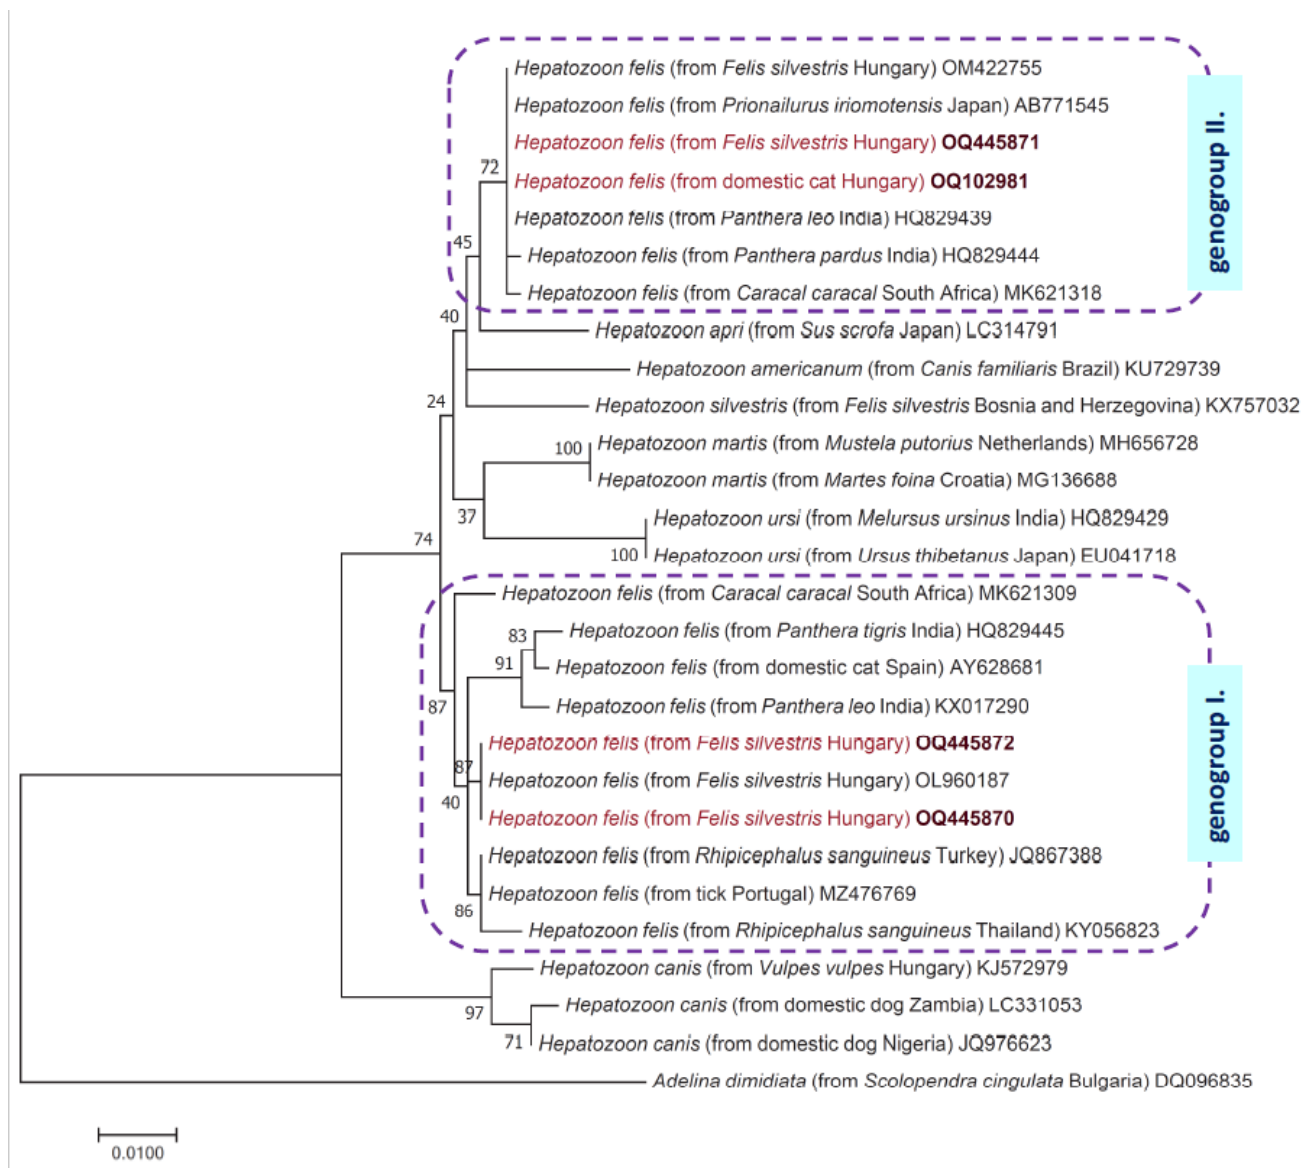 Hepatozoon felis (from Felis silvestris Hungary) OM422755
Hepatozoon felis (from Prionailurus iriomotensis Japan) AB771545
Hepatozoon felis (from Felis silvestris Hungary) OQ445871
72
Hepatozoon felis (from domestic cat Hungary) OQ102981
genogroup II.
Hepatozoon felis (from Panthera leo India) HQ829439
45
Hepatozoon felis (from Panthera pardus India) HQ829444
Hepatozoon felis (from Caracal caracal South Africa) MK621318
40
Hepatozoon apri (from Sus scrofa Japan) LC314791
Hepatozoon americanum (from Canis familiaris Brazil) KU729739
24
Hepatozoon silvestris (from Felis silvestris Bosnia and Herzegovina) KX757032
100
Hepatozoon martis (from Mustela putorius Netherlands) MH656728
Hepatozoon martis (from Martes foina Croatia) MG136688
37
Hepatozoon ursi (from Melursus ursinus India) HQ829429
74
100
Hepatozoon ursi (from Ursus thibetanus Japan) EU041718
Hepatozoon felis (from Caracal caracal South Africa) MK621309
83
Hepatozoon felis (from Panthera tigris India) HQ829445
91
Hepatozoon felis (from domestic cat Spain) AY628681
87
Hepatozoon felis (from Panthera leo India) KX017290
Hepatozoon felis (from Felis silvestris Hungary) OQ445872
genogroup I.
87
Hepatozoon felis (from Felis silvestris Hungary) OL960187
40
Hepatozoon felis (from Felis silvestris Hungary) OQ445870
Hepatozoon felis (from Rhipicephalus sanguineus Turkey) JQ867388
Hepatozoon felis (from tick Portugal) MZ476769
86
Hepatozoon felis (from Rhipicephalus sanguineus Thailand) KY056823
Hepatozoon canis (from Vulpes vulpes Hungary) KJ572979
97
Hepatozoon canis (from domestic dog Zambia) LC331053
71
Hepatozoon canis (from domestic dog Nigeria) JQ976623
Adelina dimidiata (from Scolopendra cingulata Bulgaria) DQ096835
0.0100